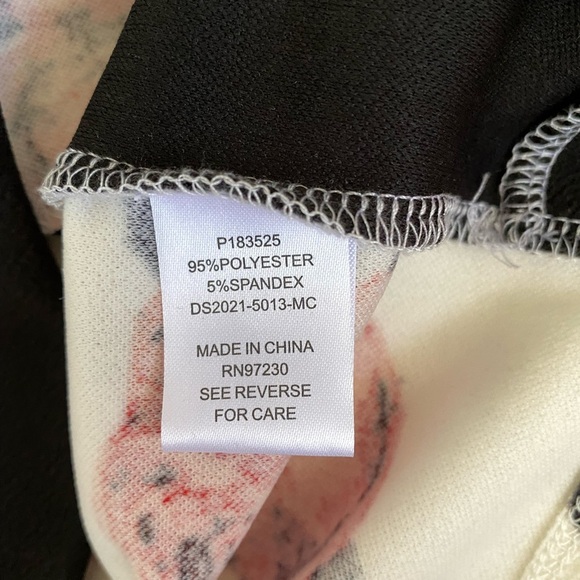 P183525
95%POLYESTER
5%SPANDEX
DS2021-5013-MC
MADE IN CHINA
RN97230
SEE REVERSE
FOR CARE